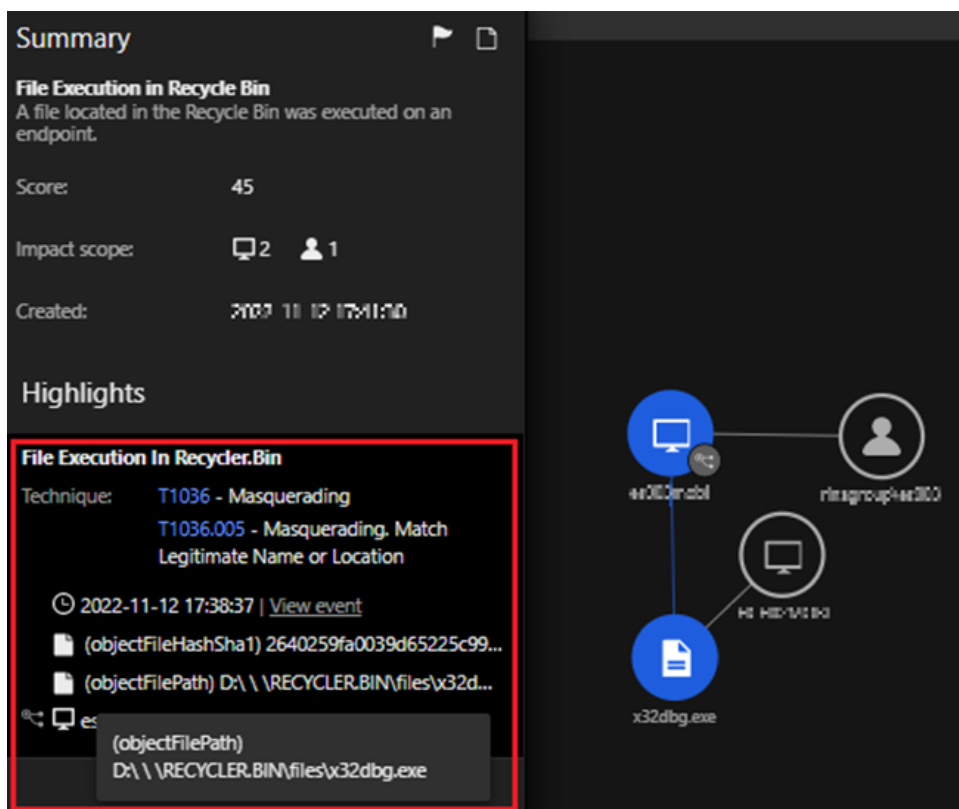 Summary
File Execution in Recycle Bin
A file located in the Recycle Bin was executed on an
endpoint.
Score: 45
Impact scope: 2 1
Created:
Highlights
File Execution In Recycler.Bin
Technique: T1036 - Masquerading
T1036.005 - Masquerading. Match
Legitimate Name or Location
2022-11-12 17:38:37 | View event
(objectFileHashSha1) 2640259fa0039d65225c99...
(objectFilePath) D:\ \ \RECYCLER.BIN\files\x32d...
es
(objectFilePath)
D:\ \ \RECYCLER.BIN\files\x32dbg.exe
x32dbg.exe